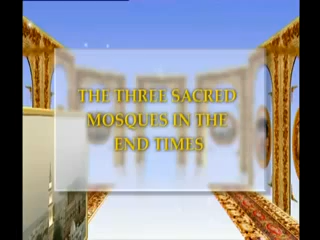 THE THREE SACRED
MOSQUES IN THE
END TIMES